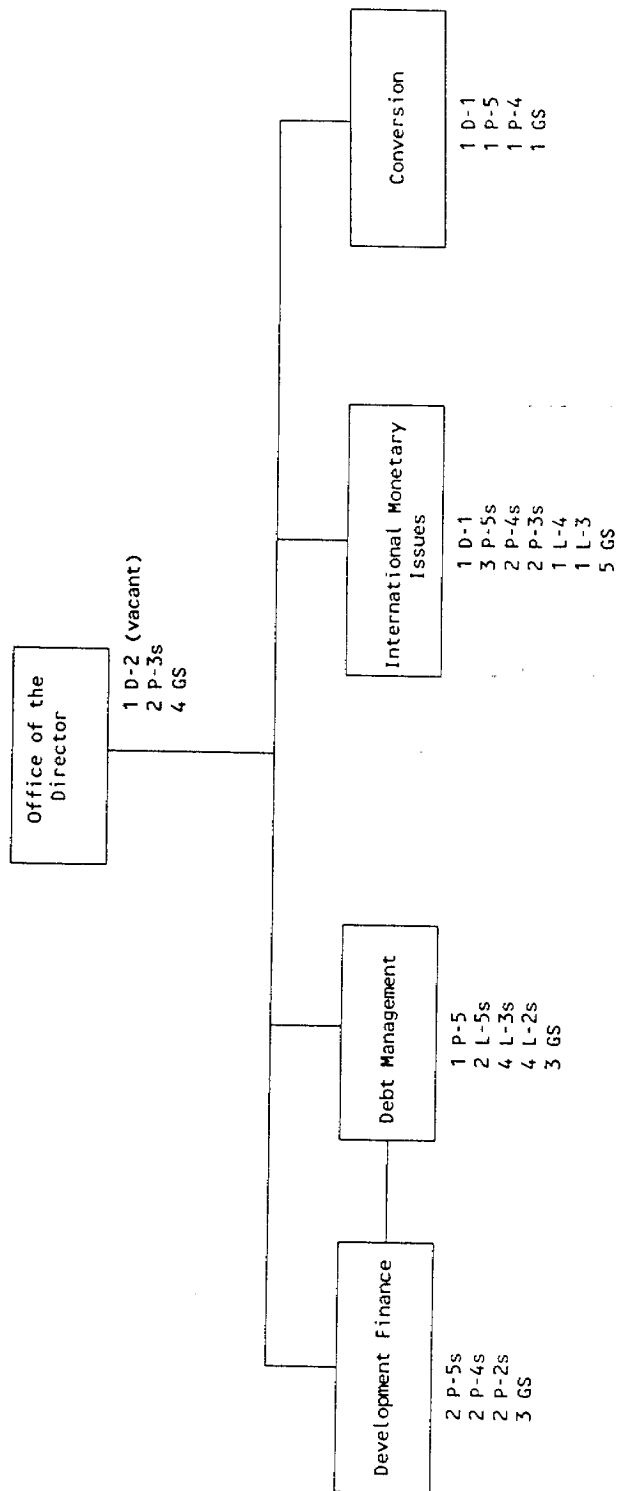 Office of the
Director
1 D-2 (vacant)
2 P-3s
4 GS
Development Finance
2 P-5s
2 P-4s
2 P-2s
3 GS
Debt Management
1 P-5
2 L-5s
4 L-3s
4 L-2s
3 GS
International Monetary
Issues
1 D-1
3 P-5s
2 P-4s
2 P-3s
1 L-4
1 L-3
5 GS
Conversion
1 D-1
1 P-5
1 P-4
1 GS